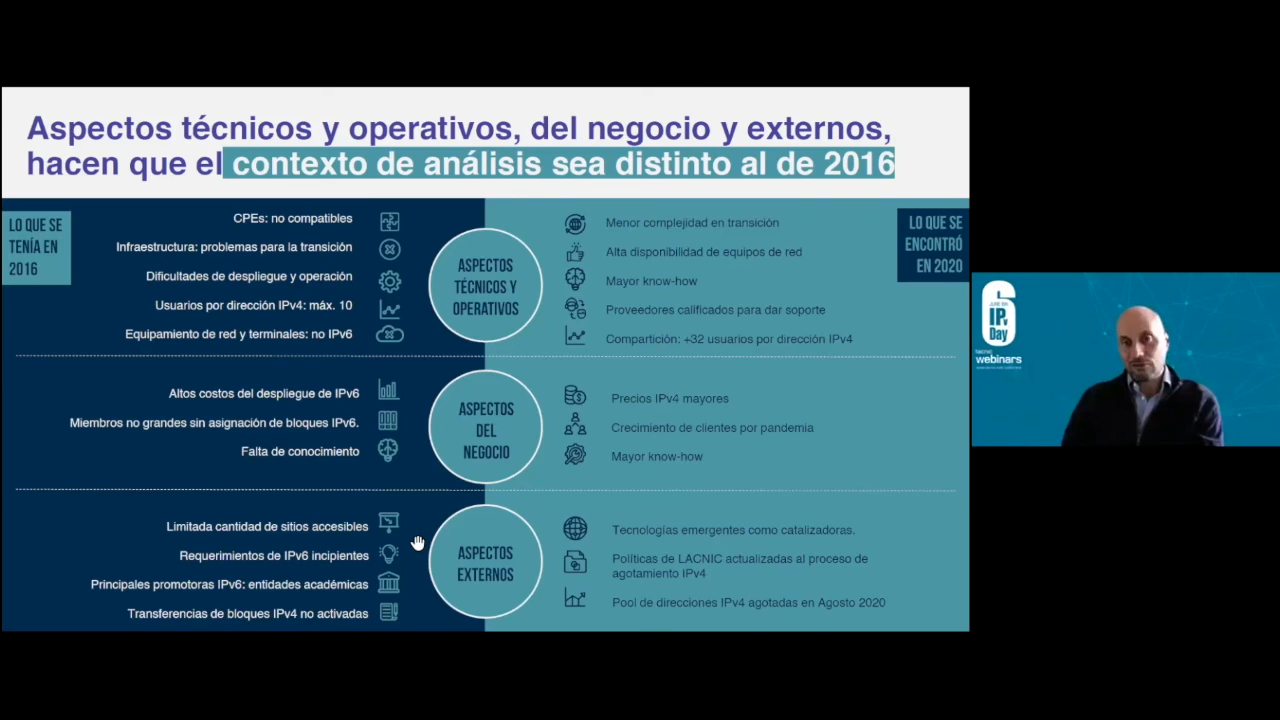 Aspectos técnicos y operativos, del negocio y externos,
hacen que el contexto de análisis sea distinto al de 2016
LO QUE SE
TENÍA EN
2016
CPEs: no compatibles
Infraestructura: problemas para la transición
Dificultades de despliegue y operación
Usuarios por dirección IPv4: máx. 10
Equipamiento de red y terminales: no IPv6
ASPECTOS
TÉCNICOS Y
OPERATIVOS
Menor complejidad en transición
Alta disponibilidad de equipos de red
Mayor know-how
Proveedores calificados para dar soporte
Compartición: +32 usuarios por dirección IPv4
LO QUE SE
ENCONTRÓ
EN 2020
Altos costos del despliegue de IPv6
Miembros no grandes sin asignación de bloques IPv6.
Falta de conocimiento
ASPECTOS
DEL
NEGOCIO
Precios IPv4 mayores
Crecimiento de clientes por pandemia
Mayor know-how
Limitada cantidad de sitios accesibles
Requerimientos de IPv6 incipientes
Principales promotoras IPv6: entidades académicas
Transferencias de bloques IPv4 no activadas
ASPECTOS
EXTERNOS
Tecnologías emergentes como catalizadoras.
Políticas de LACNIC actualizadas al proceso de
agotamiento IPv4
Pool de direcciones IPv4 agotadas en Agosto 2020
IPv
Day
webinars